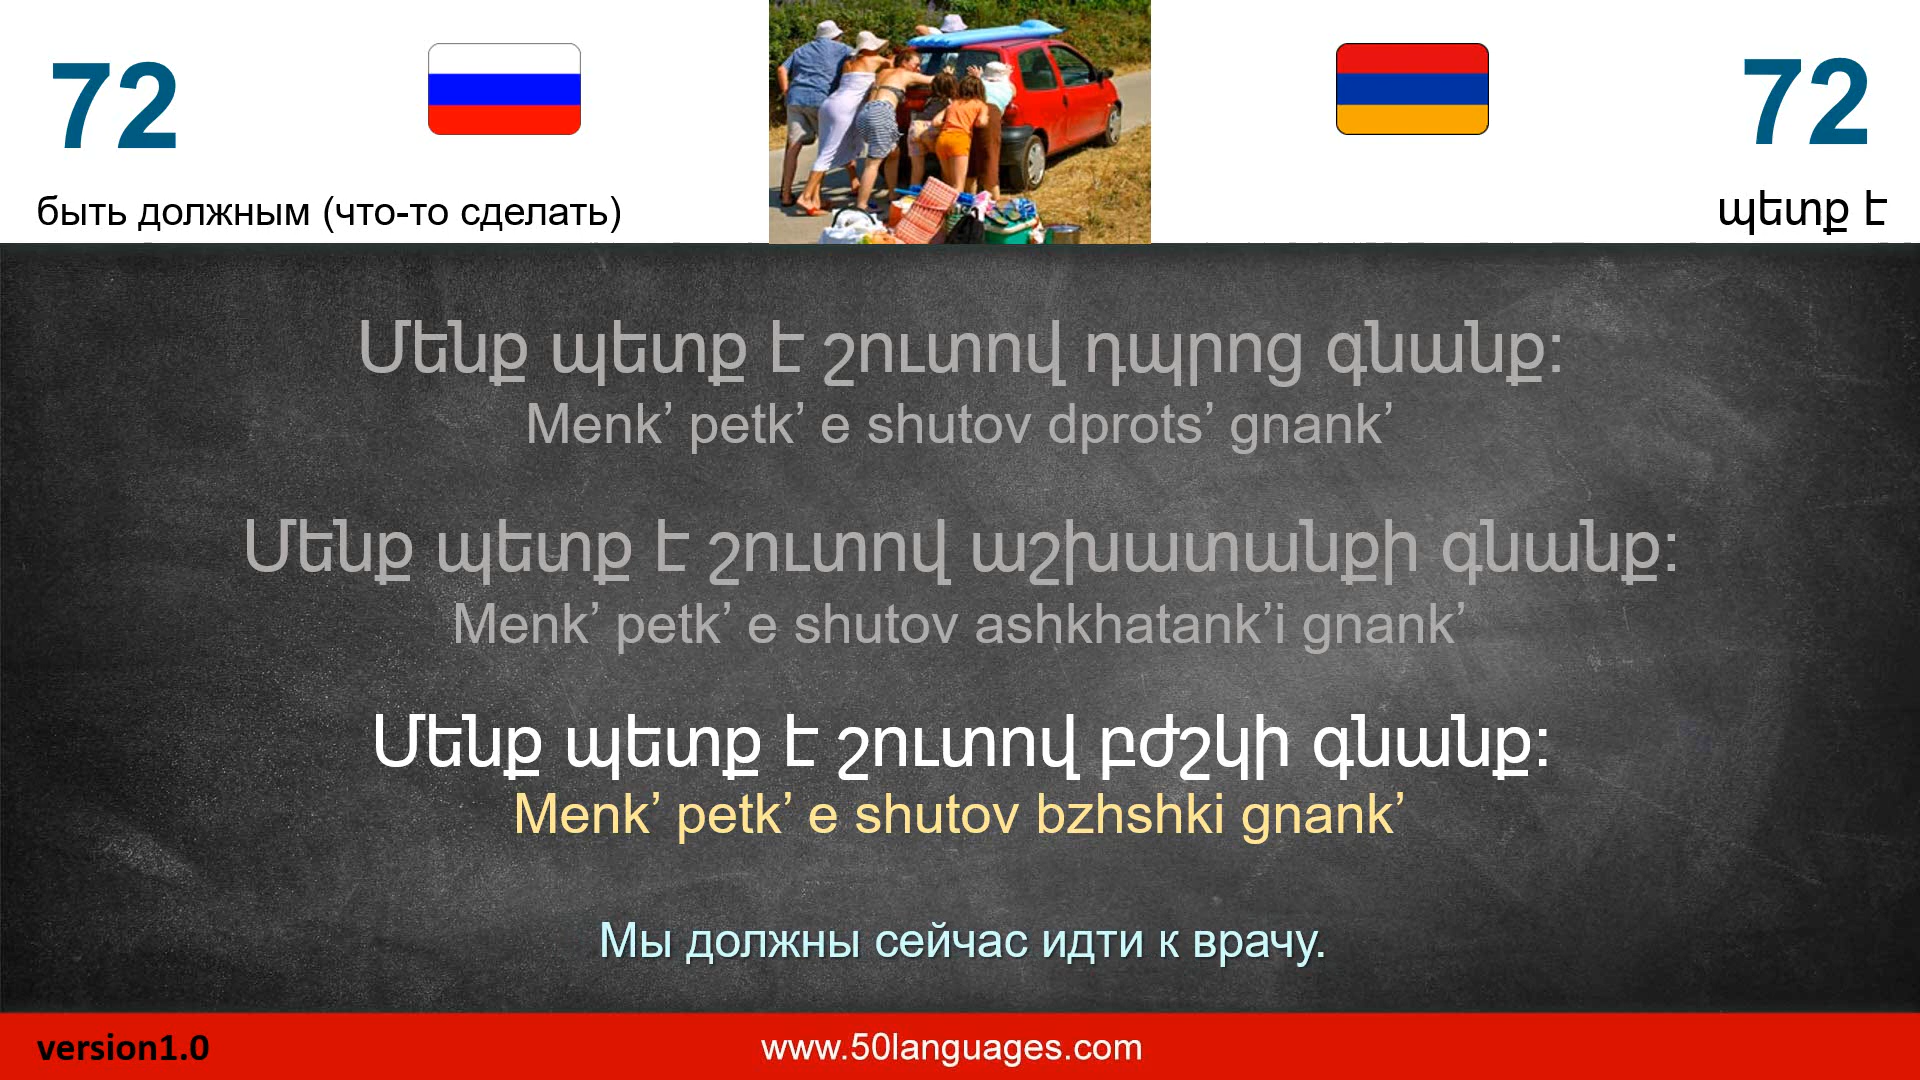 72
72
быть должным (что-то сделать)
պետք է
Մենք պետք է շուտով դպրոց գնանք:
Menk’ petk’ e shutov dprots’ gnank’
Մենք պետք է շուտով աշխատանքի գնանք:
Menk’ petk’ e shutov ashkhatank’i gnank’
Մենք պետք է շուտով բժշկի գնանք:
Menk’ petk’ e shutov bzhshki gnank’
Мы должны сейчас идти к врачу.
version1.0
www.50languages.com